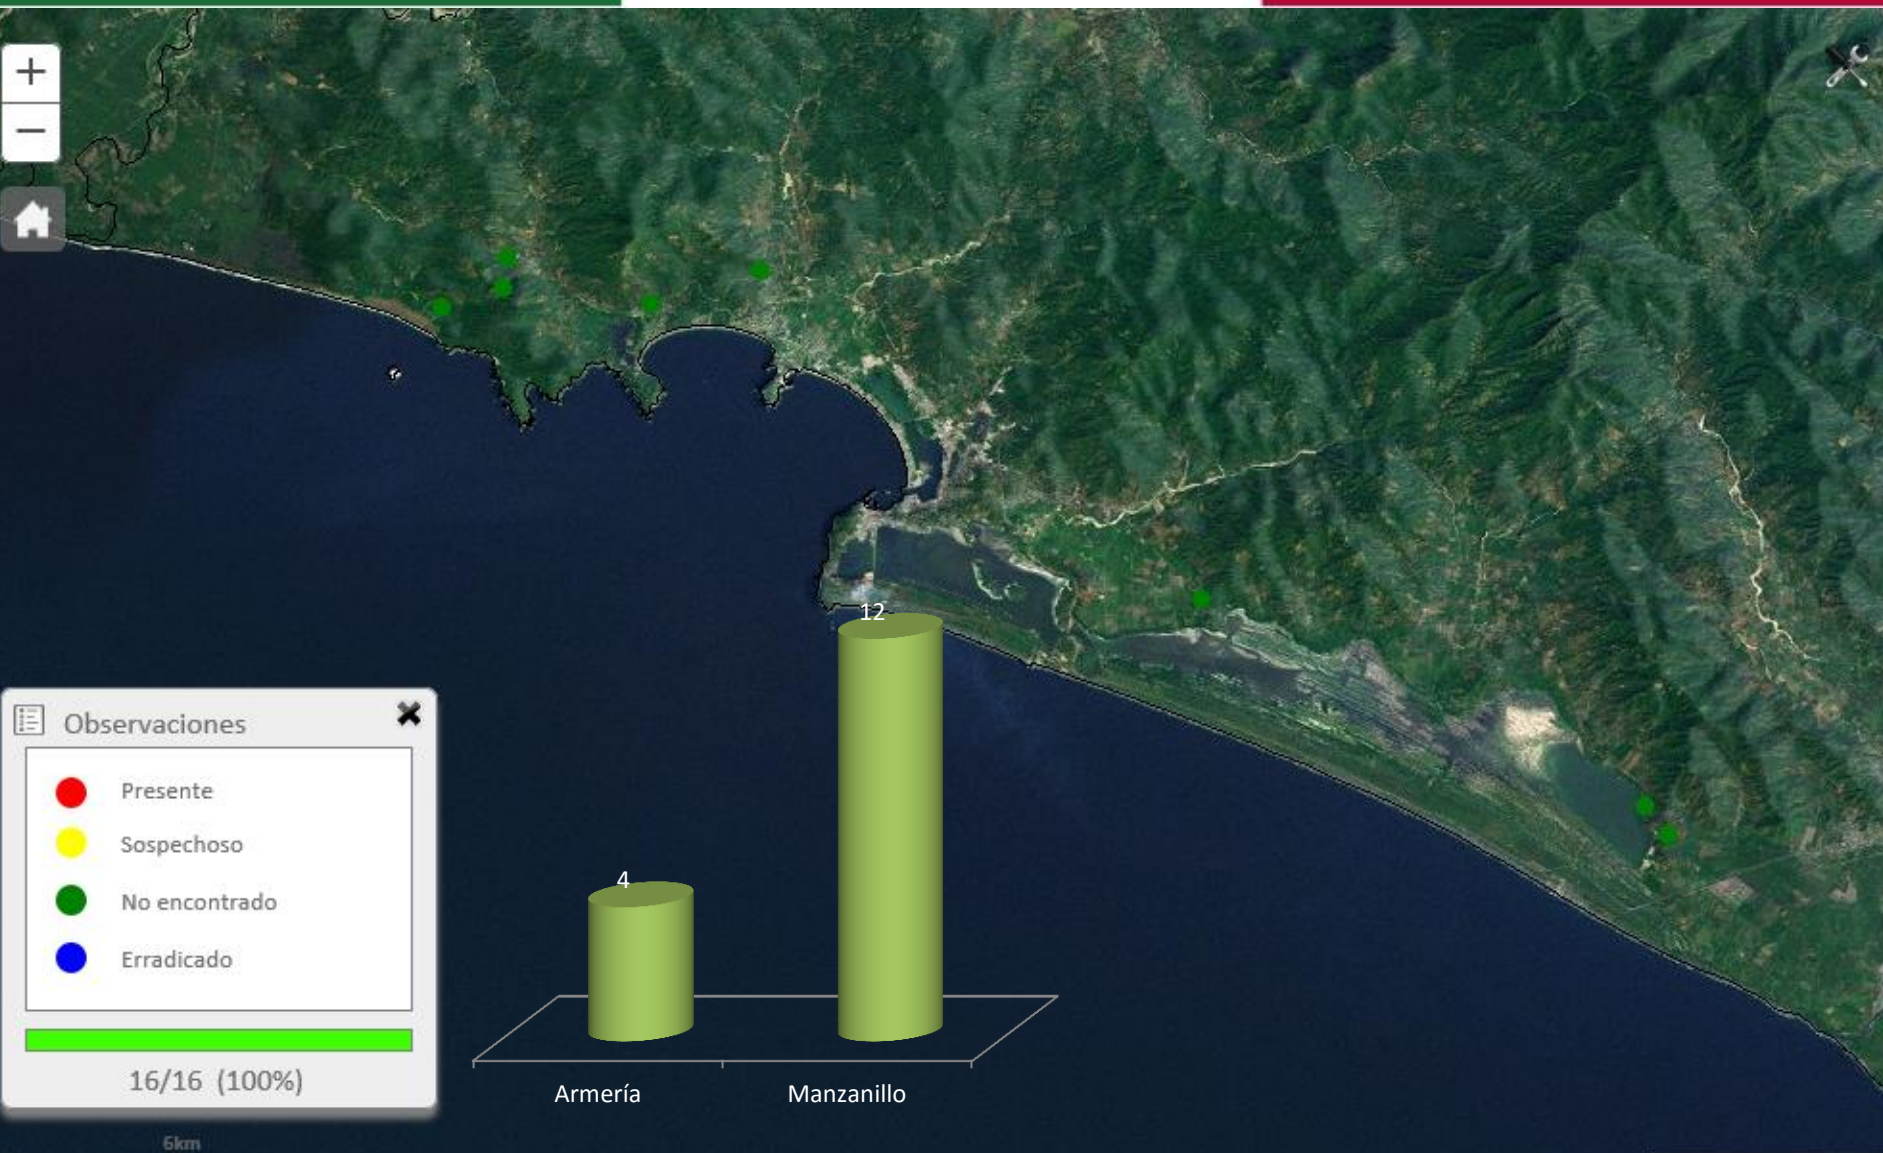 +
−
12
Observaciones
Presente
Sospechoso
No encontrado
Erradicado
16/16 (100%)
4
Armería
Manzanillo
6km